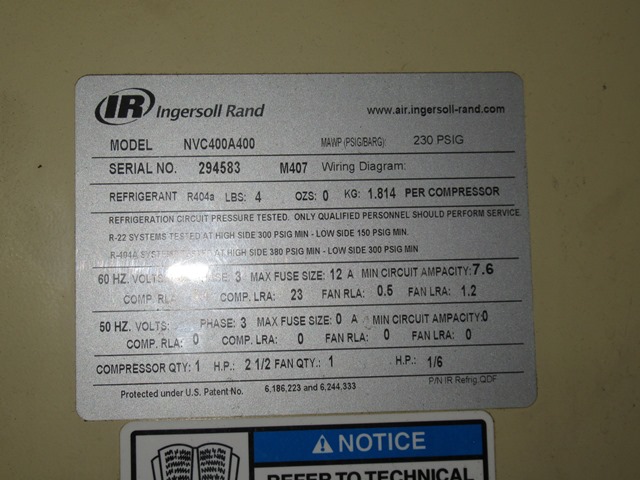 IR Ingersoll Rand www.air.ingersoll-rand.com
MODEL NVC400A400 MAWP (PSIG/BARG) 230 PSIG
SERIAL NO. 294583 M407 Wiring Diagram:
REFRIGERANT R404a LBS: 4 OZS: 0 KG: 1.814 PER COMPRESSOR
REFRIGERATION CIRCUIT PRESSURE TESTED. ONLY QUALIFIED PERSONNEL SHOULD PERFORM SERVICE
R-22 SYSTEMS TESTED AT HIGH SIDE 300 PSIG MIN - LOW SIDE 150 PSIG MIN.
SYSTEMS TESTED AT HIGH SIDE 380 PSIG MIN - LOW SIDE 300 PSIG MIN
60 HZ. VOLTS: PHASE: 3 MAX FUSE SIZE: 12 A MIN CIRCUIT AMPACITY: 7.6
COMP. RLA: COMP. LRA: 23 FAN RLA: 0.5 FAN LRA: 1.2
50 HZ. VOLTS: PHASE: 3 MAX FUSE SIZE: 0 A MIN CIRCUIT AMPACITY: 0
COMP. RLA: 0 COMP. LRA: 0 FAN RLA: 0 FAN LRA: 0
COMPRESSOR QTY: 1 H.P.: 2 1/2 FAN QTY.: 1 H.P.: 1/6
Protected under U.S. Patent No. 6,186,223 and 6,244,333 P/N IR Refrig:QDF
NOTICE
REFER TO TECHNICAL